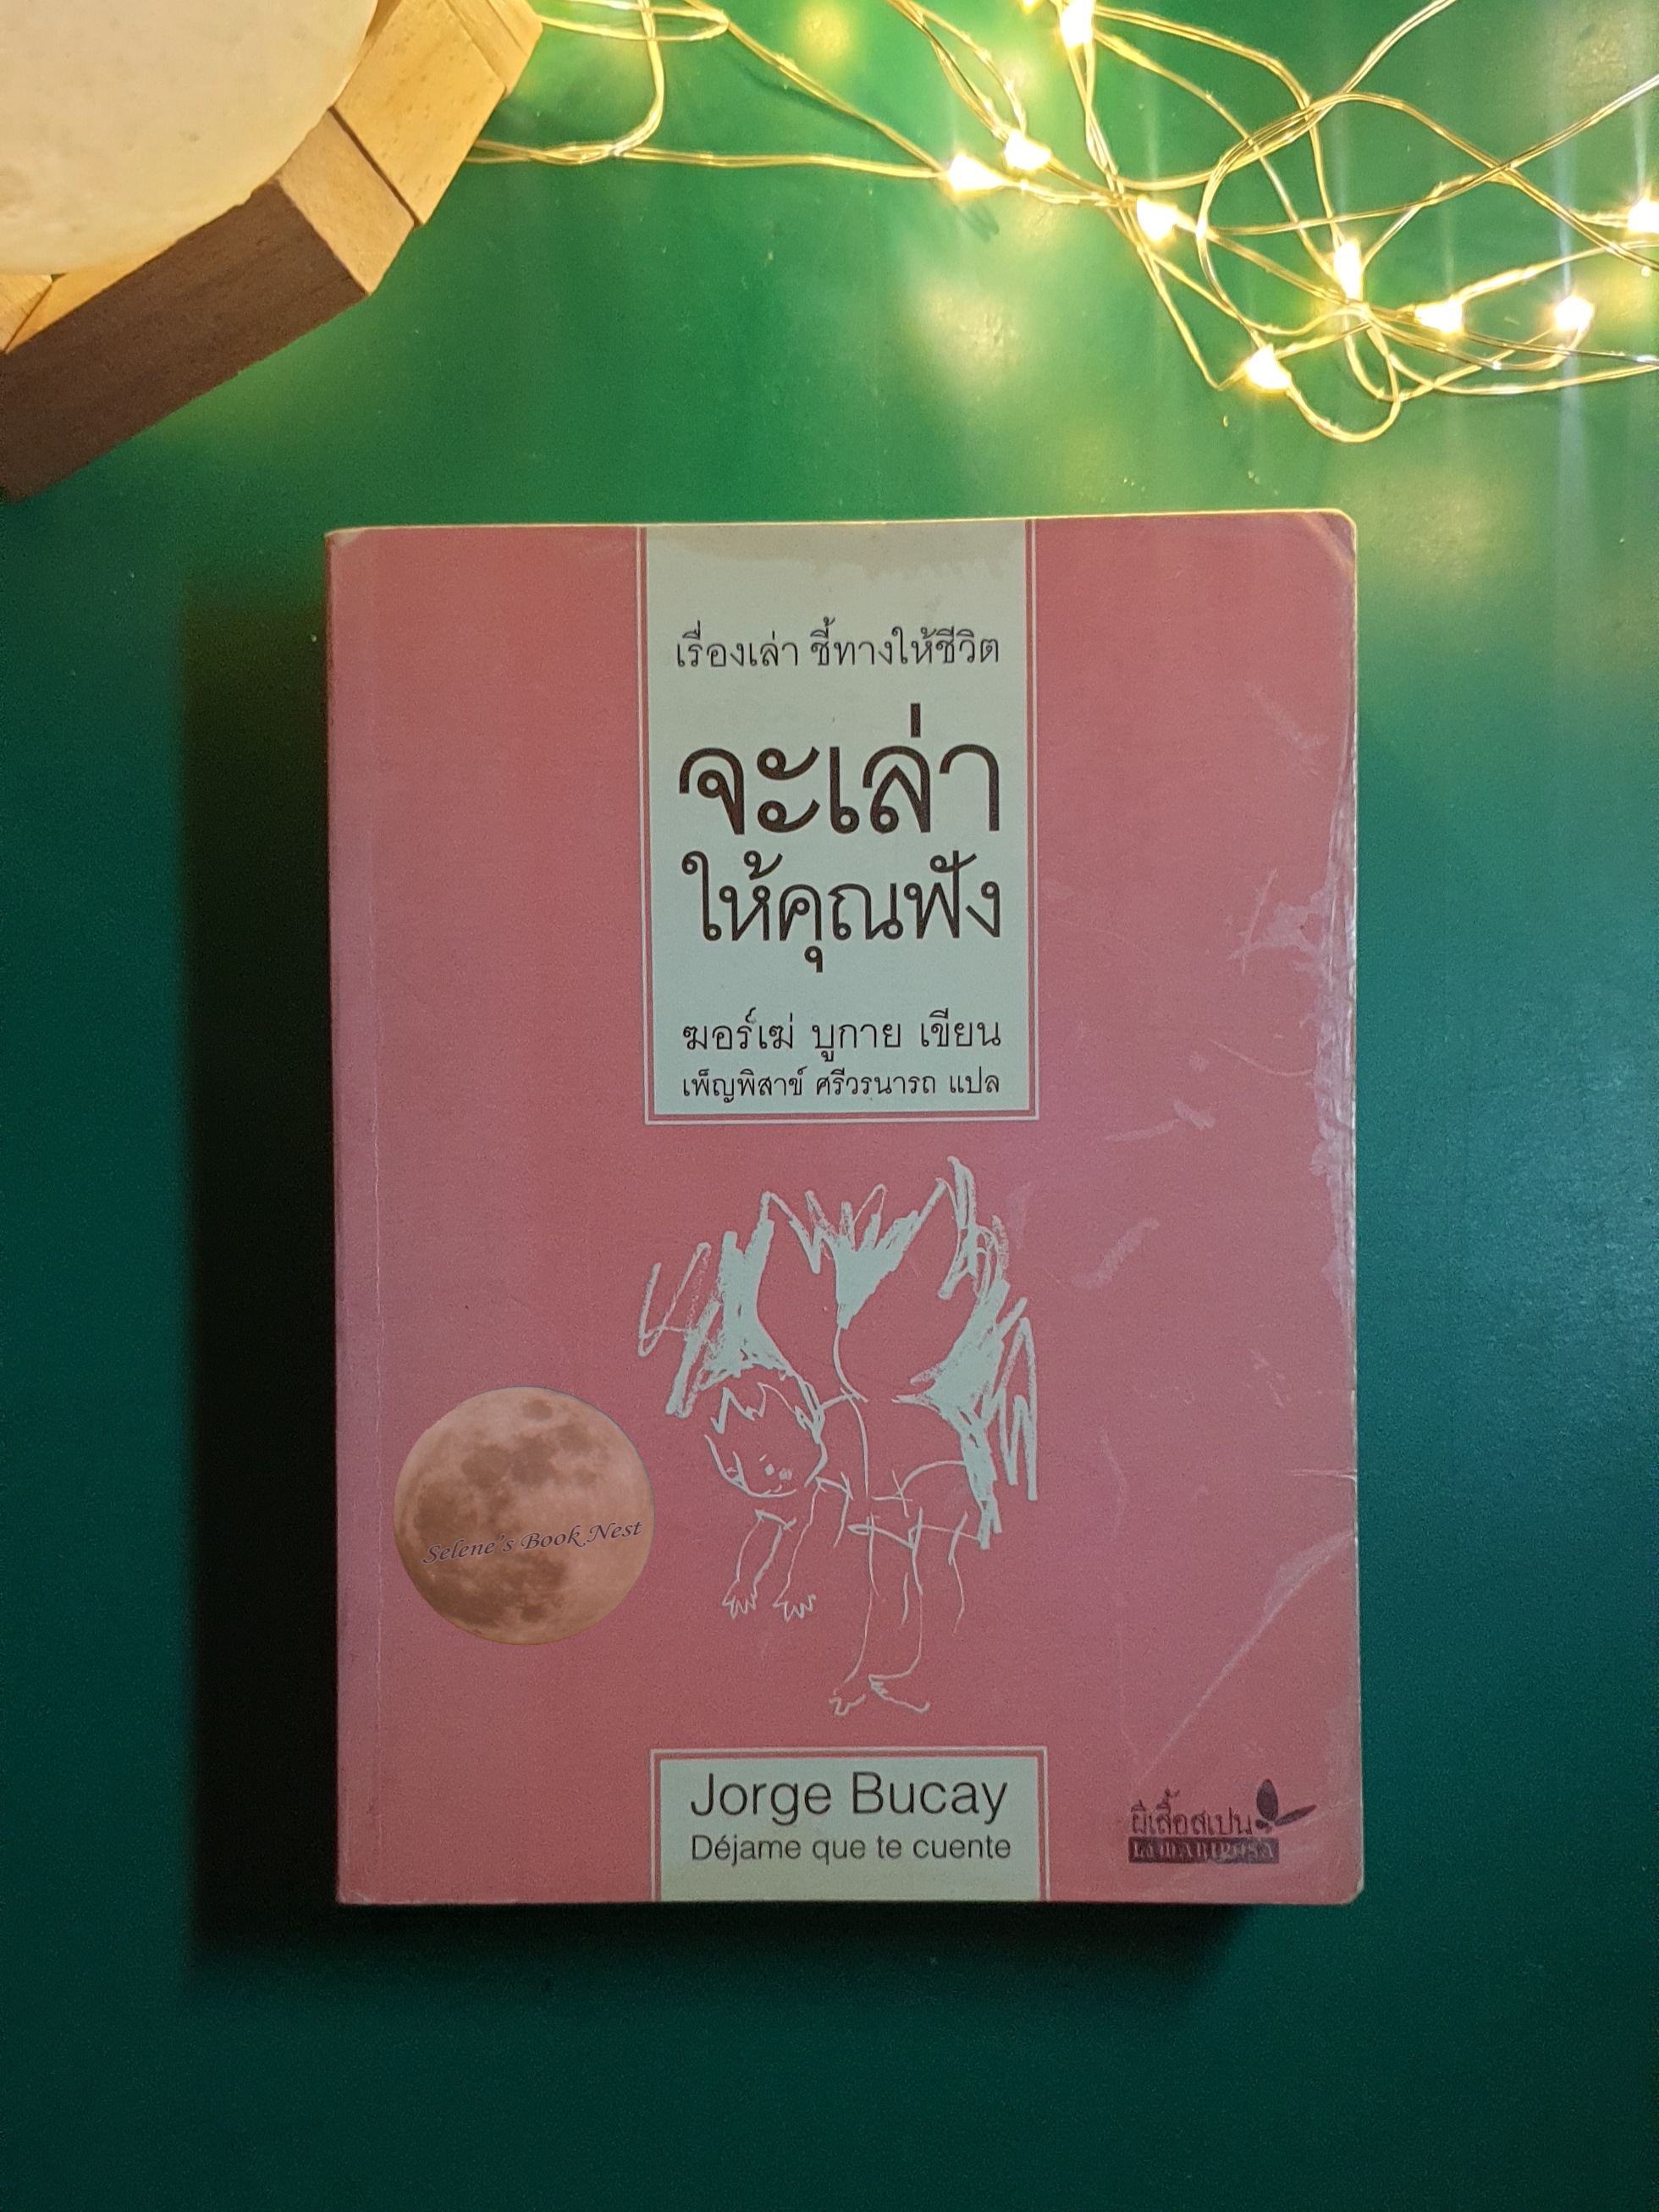 เรื่องเล่า ชี้ทางให้ชีวิต
จะเล่า
ให้คุณฟัง
ฆอร์เฆ่ บูกาย เขียน
เพ็ญพิสาข์ ศรีวรนารถ แปล
Selene's Book Nest
Jorge Bucay
Déjame que te cuente
ผีเสื้อสเปน
LA MARIPOSA